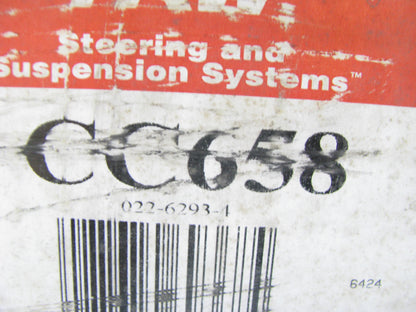 Steering and
Suspension Systems™
CC658
022-6293-4
6424